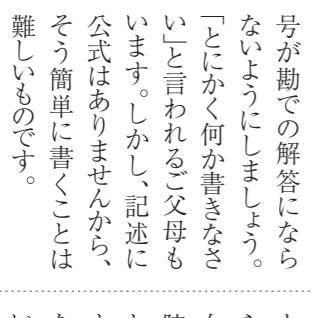 号が勘での解答になら
ないようにしましょう。
「とにかく何か書きなさ
い」と言われるご父母も
います。しかし、記述に
公式はありませんから、
そう簡単に書くことは
難しいものです。